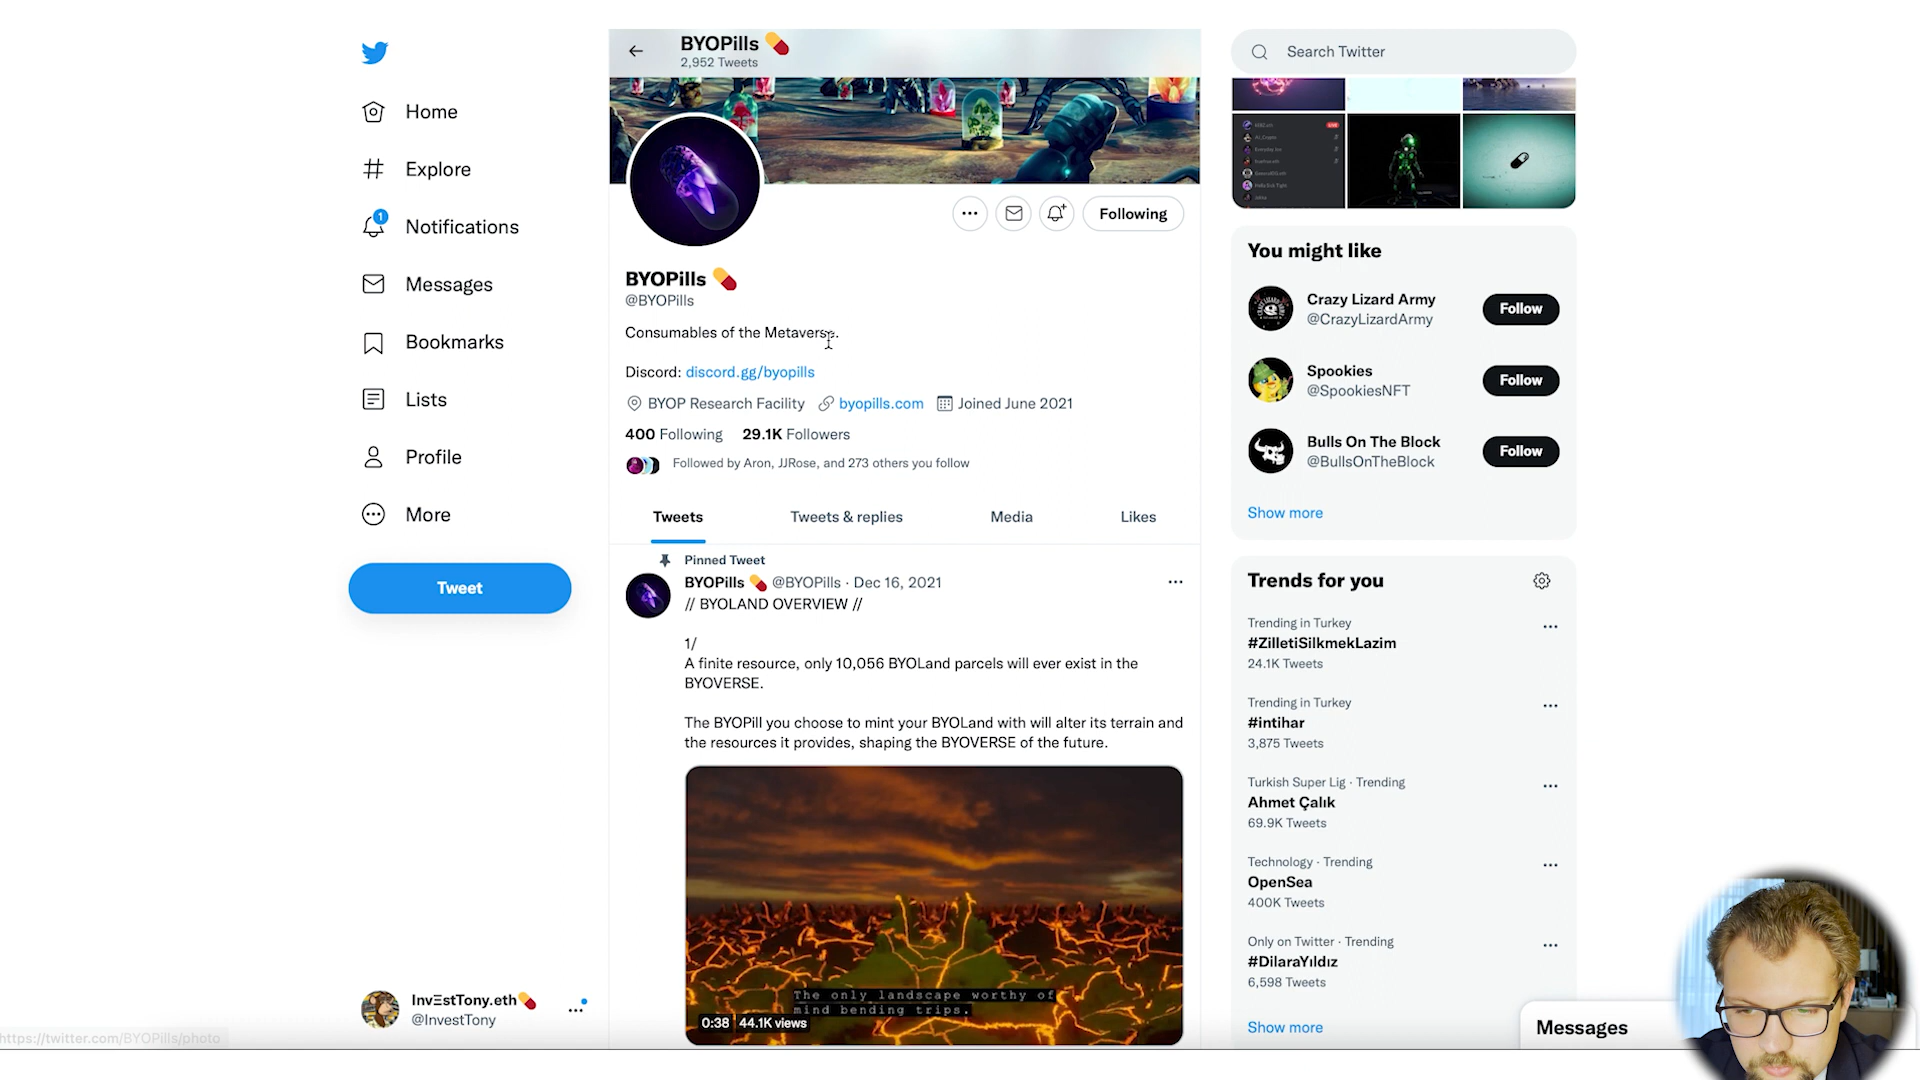 Home
Explore
1
Notifications
Messages
Bookmarks
Lists
Profile
More
Tweet
InvΞstTony.eth💊
@InvestTony
https://twitter.com/BYOPills/photo
BYOPills 💊
2,952 Tweets
Following
BYOPills 💊
@BYOPills
Consumables of the Metaverse.
Discord: discord.gg/byopills
BYOP Research Facility byopills.com Joined June 2021
400 Following 29.1K Followers
Followed by Aron, JJRose, and 273 others you follow
Tweets Tweets & replies Media Likes
Pinned Tweet
BYOPills 💊 @BYOPills · Dec 16, 2021
// BYOLAND OVERVIEW //
1/
A finite resource, only 10,056 BYOLand parcels will ever exist in the
BYOVERSE.
The BYOPill you choose to mint your BYOLand with will alter its terrain and
the resources it provides, shaping the BYOVERSE of the future.
The only landscape worthy of
mind bending trips.
0:38 44.1K views
Search Twitter
You might like
Crazy Lizard Army
@CrazyLizardArmy
Follow
Spookies
@SpookiesNFT
Follow
Bulls On The Block
@BullsOnTheBlock
Follow
Show more
Trends for you
Trending in Turkey
#ZilletiSilkmekLazim
24.1K Tweets
Trending in Turkey
#intihar
3,875 Tweets
Turkish Super Lig · Trending
Ahmet Çalık
69.9K Tweets
Technology · Trending
OpenSea
400K Tweets
Only on Twitter · Trending
#DilaraYıldız
6,598 Tweets
Show more
Messages